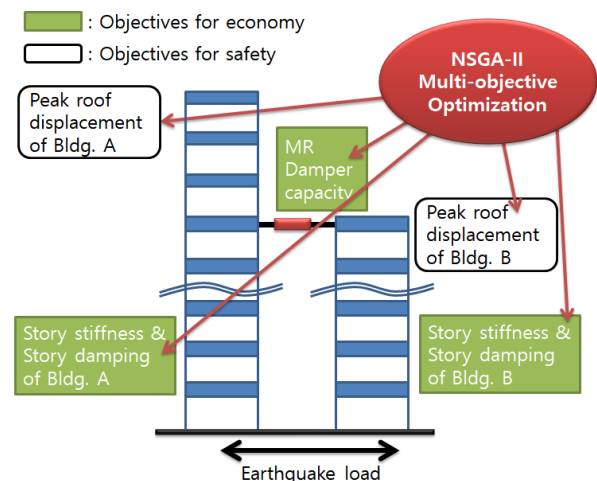 : Objectives for economy
: Objectives for safety
NSGA-II
Multi-objective
Optimization
Peak roof
displacement
of Bldg. A
MR
Damper
capacity
Peak roof
displacement
of Bldg. B
Story stiffness &
Story damping
of Bldg. A
Story stiffness &
Story damping
of Bldg. B
Earthquake load